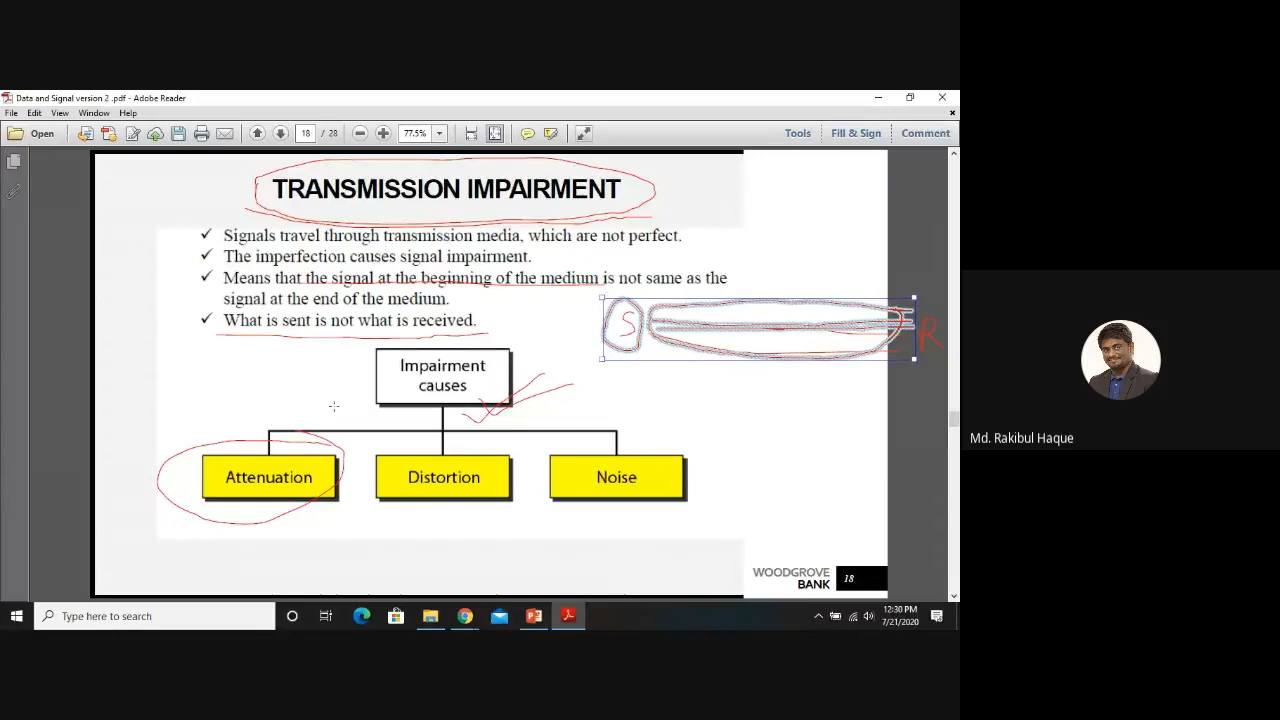 Data and Signal version 2 .pdf - Adobe Reader
File Edit View Window Help
Open 18 / 28 77.5% Tools Fill & Sign Comment
TRANSMISSION IMPAIRMENT
✓ Signals travel through transmission media, which are not perfect.
✓ The imperfection causes signal impairment.
✓ Means that the signal at the beginning of the medium is not same as the
signal at the end of the medium.
✓ What is sent is not what is received.
S R
Impairment
causes
Attenuation Distortion Noise
WOODGROVE
BANK 18
Type here to search
12:30 PM
7/21/2020
Md. Rakibul Haque